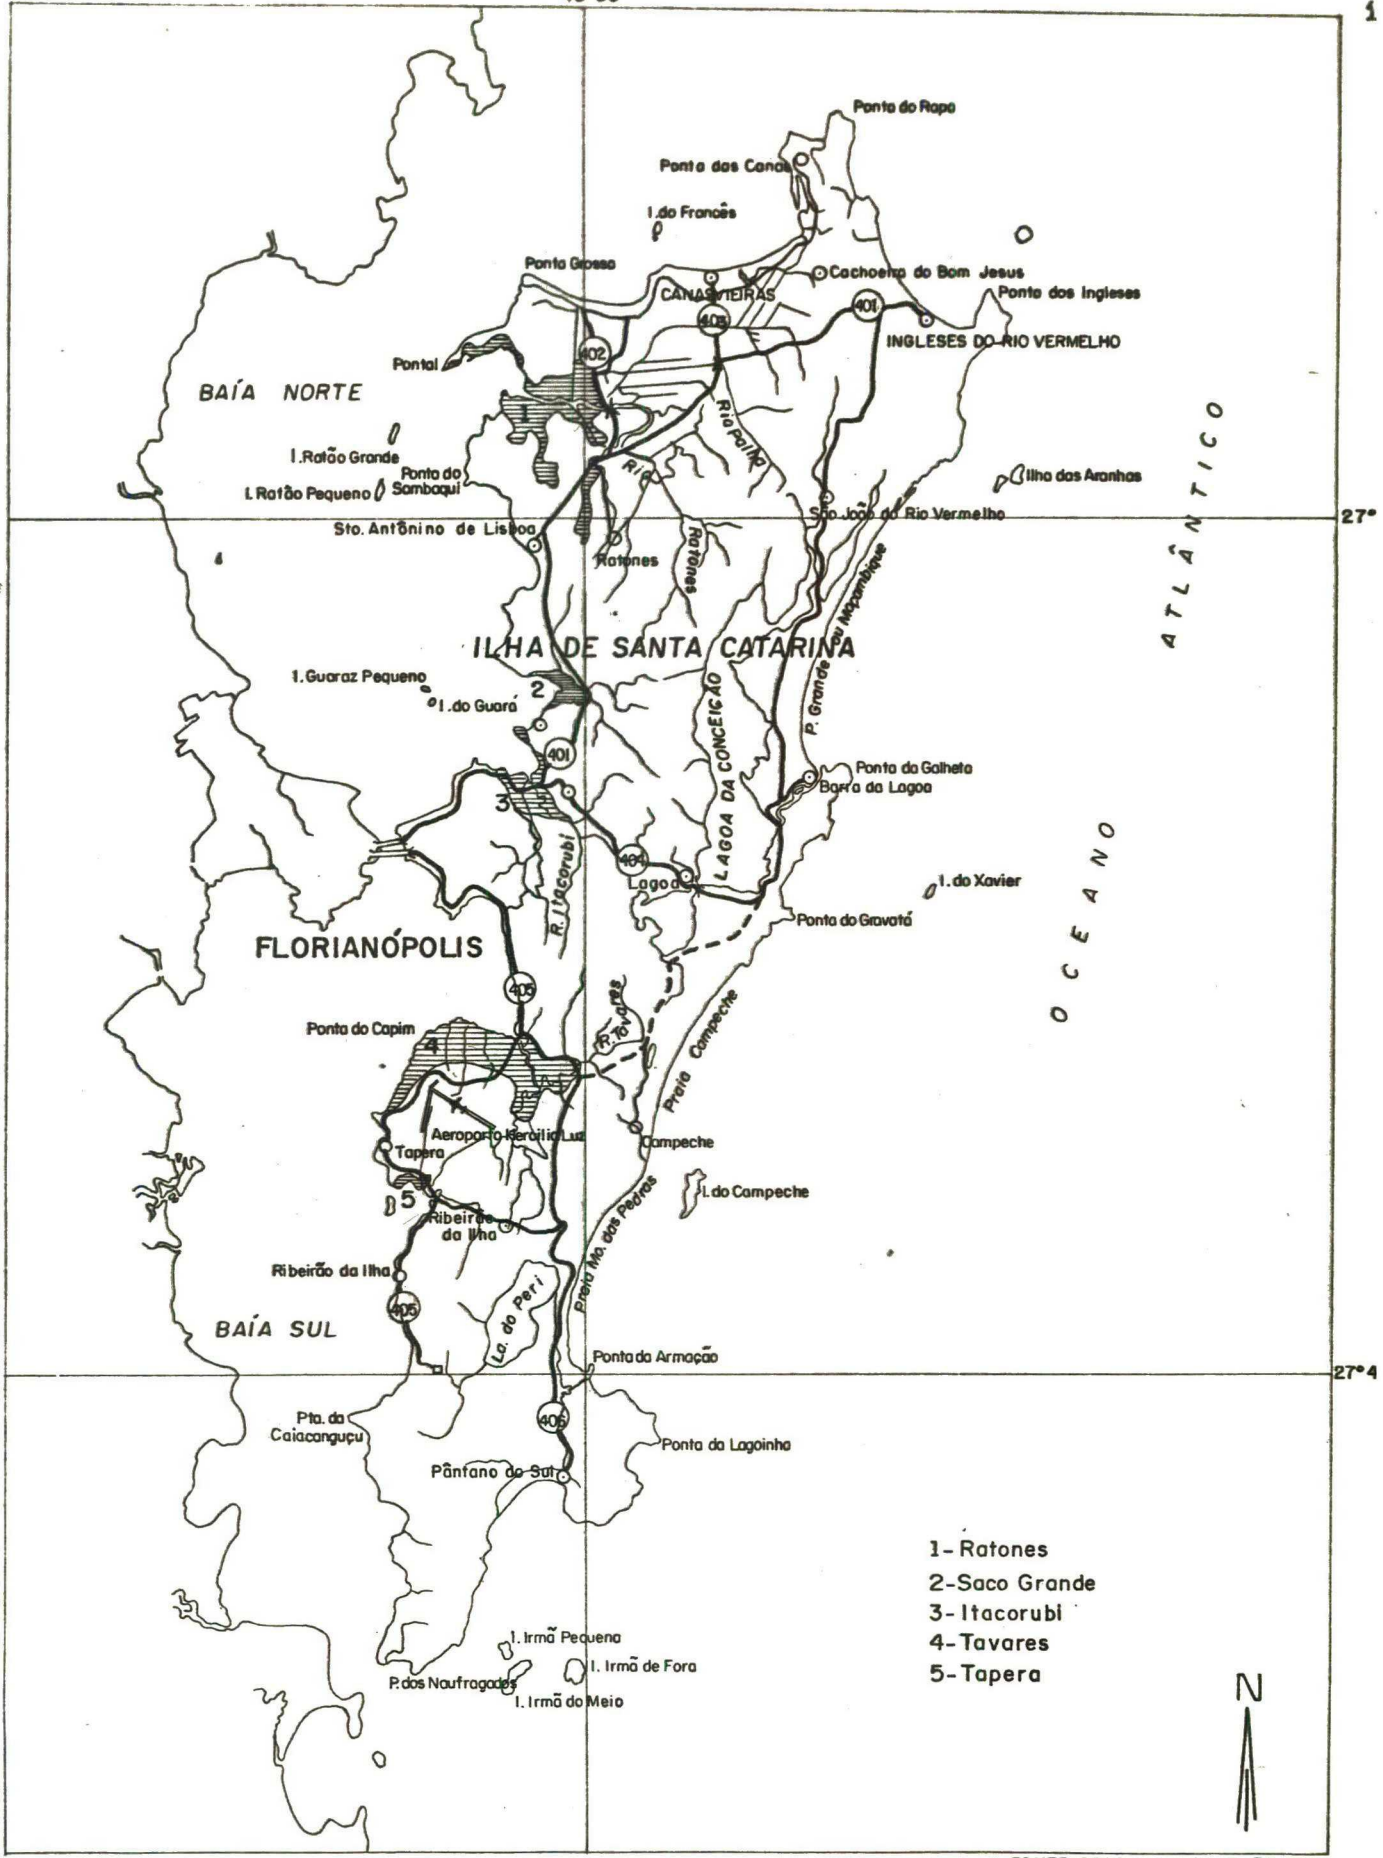 1
Ponta do Rapa
Ponta das Canas
I. do Francês
Ponta Grossa
Cachoeira do Bom Jesus
CANASVIEIRAS
Ponta dos Ingleses
401
403
INGLESES DO RIO VERMELHO
402
Pontal
BAÍA NORTE
1
Rio Palha
I. Ratão Grande
Ponta do
Sambaqui
I. Ratão Pequeno
Rio
Ratones
Ilha das Aranhas
São João do Rio Vermelho
27°
Sto. Antônino de Lisboa
Ratones
P. Grande ou Moçambique
ATLÂNTICO
ILHA DE SANTA CATARINA
I. Guaraz Pequeno
2
I. do Guará
LAGOA DA CONCEIÇÃO
401
Ponta da Galheta
Barra da Lagoa
3
R. Itacorubi
404
Lagoa
I. do Xavier
OCEANO
Ponta do Gravatá
FLORIANÓPOLIS
405
R. Tavares
Praia Campeche
Ponta do Capim
4
Aeroporto Hercilio Luz
Campeche
Tapera
5
I. do Campeche
Ribeirão
da Ilha
Praia Mo. das Pedras
Ribeirão da Ilha
La. do Peri
405
BAÍA SUL
Ponta da Armação
27°4
Pta. da
Caiacanguçu
406
Ponta da Lagoinha
Pântano do Sul
1- Ratones
2-Saco Grande
3- Itacorubi
4-Tavares
5-Tapera
I. Irmã Pequena
I. Irmã de Fora
P. dos Naufragados
I. Irmã do Meio
N